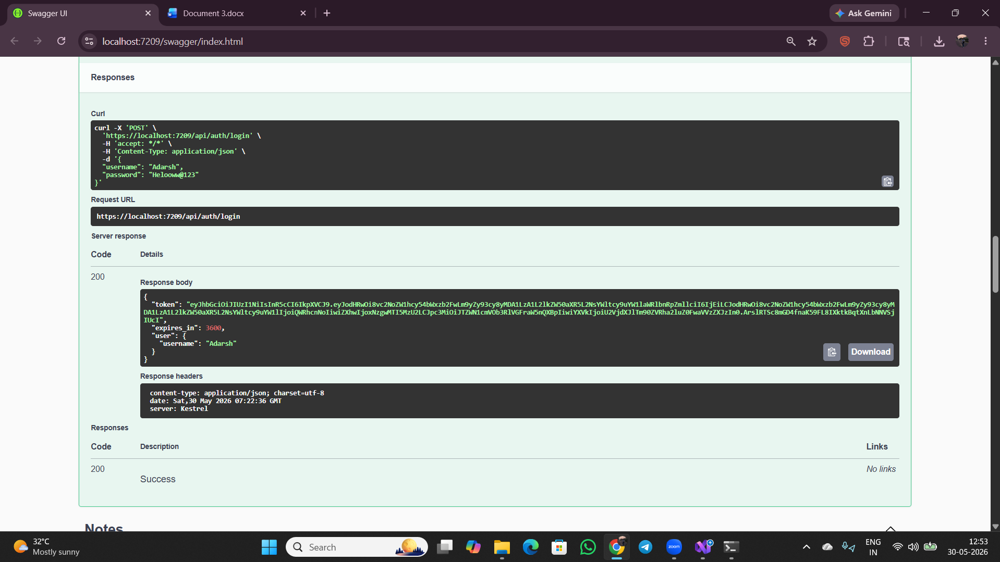 Swagger UI
Document 3.docx
Ask Gemini
localhost:7209/swagger/index.html
Responses
Curl
curl -X 'POST' \
'https://localhost:7209/api/auth/login' \
-H 'accept: */*' \
-H 'Content-Type: application/json' \
-d '{
"username": "Adarsh",
"password": "Helooww@123"
}'
Request URL
https://localhost:7209/api/auth/login
Server response
Code Details
200
Response body
{
"token": "eyJhbGciOiJIUzI1NiIsInR5cCI6IkpXVCJ9.eyJodHRwOi8vc2NoZW1hcy54bWxzb2FwLm9yZy93cy8yMDA1LzA1L2lkZW50aXR5L2NsYWltcy9uYW1laWRlbnRpZmllciI6IjEiLCJodHRwOi8vc2NoZW1hcy54bWxzb2FwLm9yZy93cy8yM
DA1LzA1L2lkZW50aXR5L2NsYWltcy9uYW1lIjoiQWRhcnNoIiwiZXhwIjoxNzgwMTI5MzU2LCJpc3MiOiJTZWN1cmVOb3RlVGFraW5nQXBpIiwiYXVkIjoiU2VjdXJlTm90ZVRha2luZ0FwaVVzZXJzIn0.ArslRTSc8mGD4fnaK59FL8IXktkBqtXnLbNNVSj
IUcI",
"expires_in": 3600,
"user": {
"username": "Adarsh"
}
}
Download
Response headers
content-type: application/json; charset=utf-8
date: Sat,30 May 2026 07:22:36 GMT
server: Kestrel
Responses
Code Description Links
200 No links
Success
Notes
32°C
Mostly sunny
Search
zoom
ENG
IN
12:53
30-05-2026